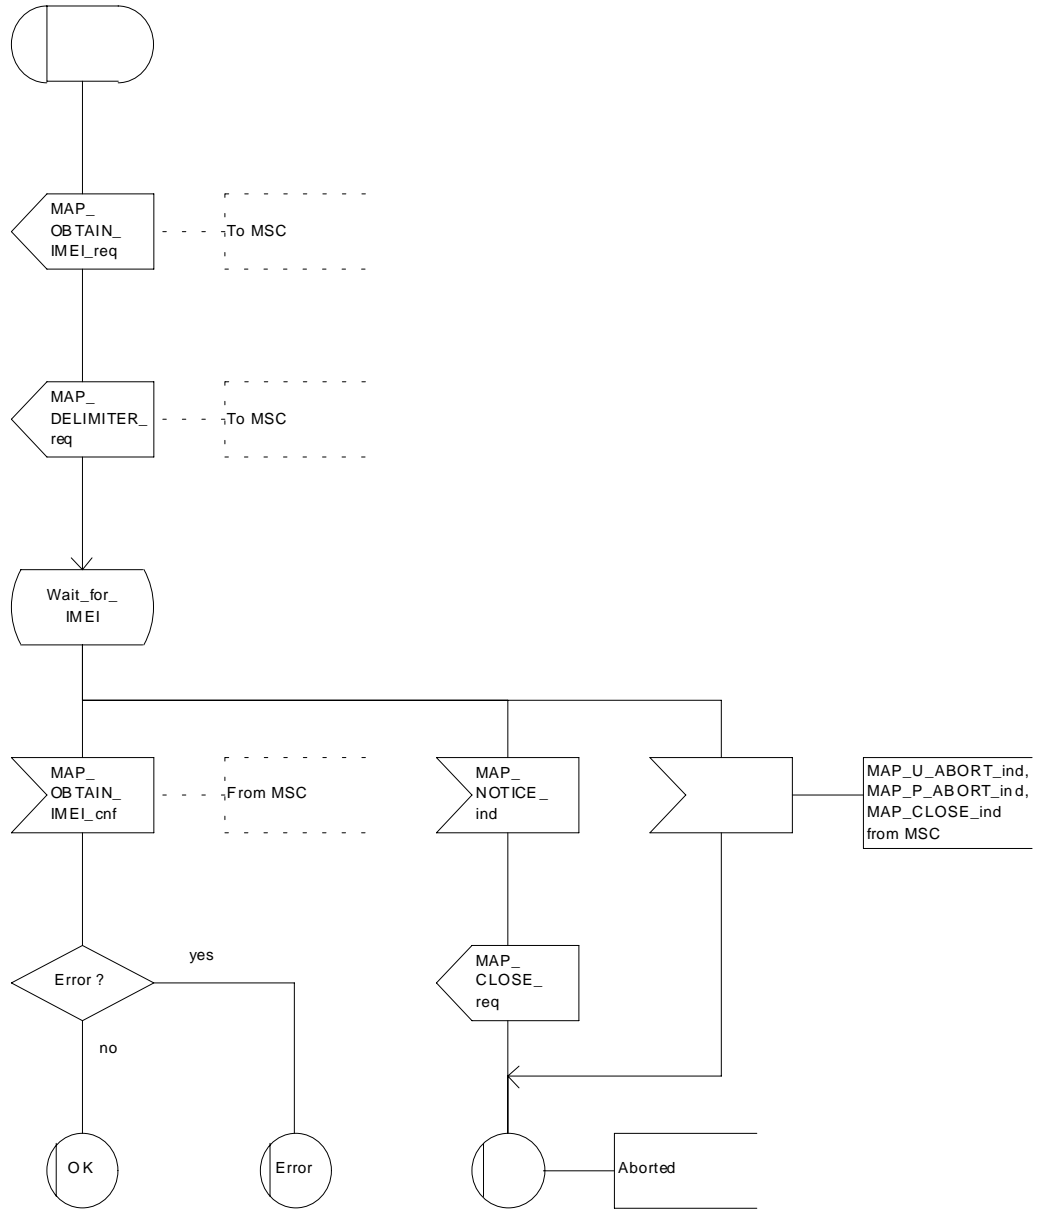 MAP_
OBTAIN_
IMEI_req
To MSC
MAP_
DELIMITER_
req
To MSC
Wait_for_
IMEI
MAP_
OBTAIN_
IMEI_cnf
From MSC
MAP_
NOTICE_
ind
MAP_U_ABORT_ind,
MAP_P_ABORT_ind,
MAP_CLOSE_ind
from MSC
Error ?
yes
no
MAP_
CLOSE_
req
OK
Error
Aborted